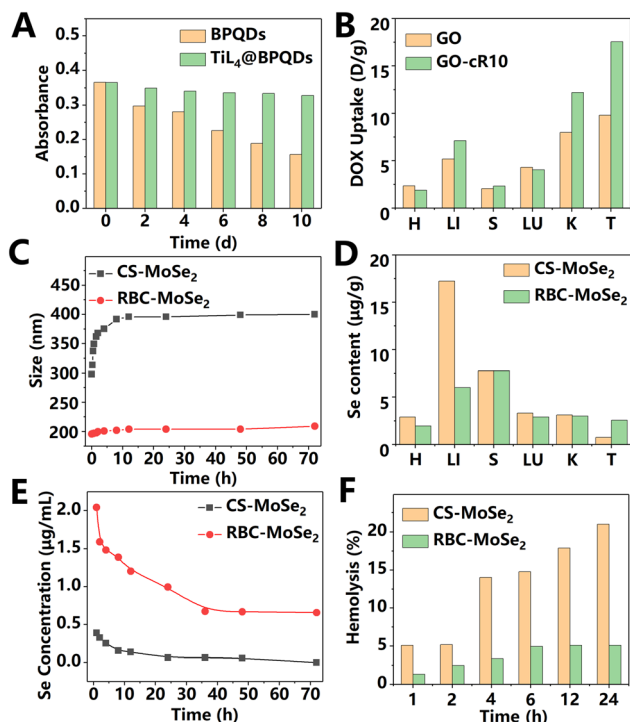 A
BPQDs
TiL₄@BPQDs
Absorbance
0.5
0.4
0.3
0.2
0.1
0.0
0 2 4 6 8 10
Time (d)
B
GO
GO-cR10
DOX Uptake (D/g)
20
15
10
5
0
H LI S LU K T
C
CS-MoSe₂
RBC-MoSe₂
Size (nm)
450
400
350
300
250
200
0 10 20 30 40 50 60 70
Time (h)
D
CS-MoSe₂
RBC-MoSe₂
Se content (μg/g)
20
15
10
5
0
H LI S LU K T
E
CS-MoSe₂
RBC-MoSe₂
Se Concentration (μg/mL)
2.0
1.5
1.0
0.5
0.0
0 10 20 30 40 50 60 70
Time (h)
F
CS-MoSe₂
RBC-MoSe₂
Hemolysis (%)
20
15
10
5
0
1 2 4 6 12 24
Time (h)